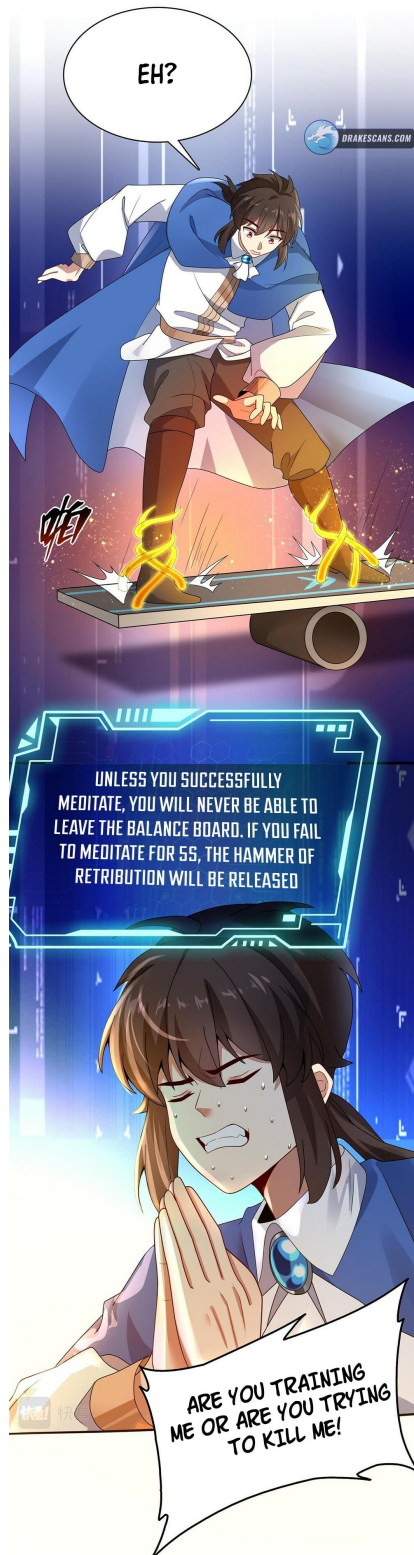 EH?
DRAKESCANS.COM
UNLESS YOU SUCCESSFULLY
MEDITATE, YOU WILL NEVER BE ABLE TO
LEAVE THE BALANCE BOARD. IF YOU FAIL
TO MEDITATE FOR 5S, THE HAMMER OF
RETRIBUTION WILL BE RELEASED
ARE YOU TRAINING
ME OR ARE YOU TRYING
TO KILL ME!